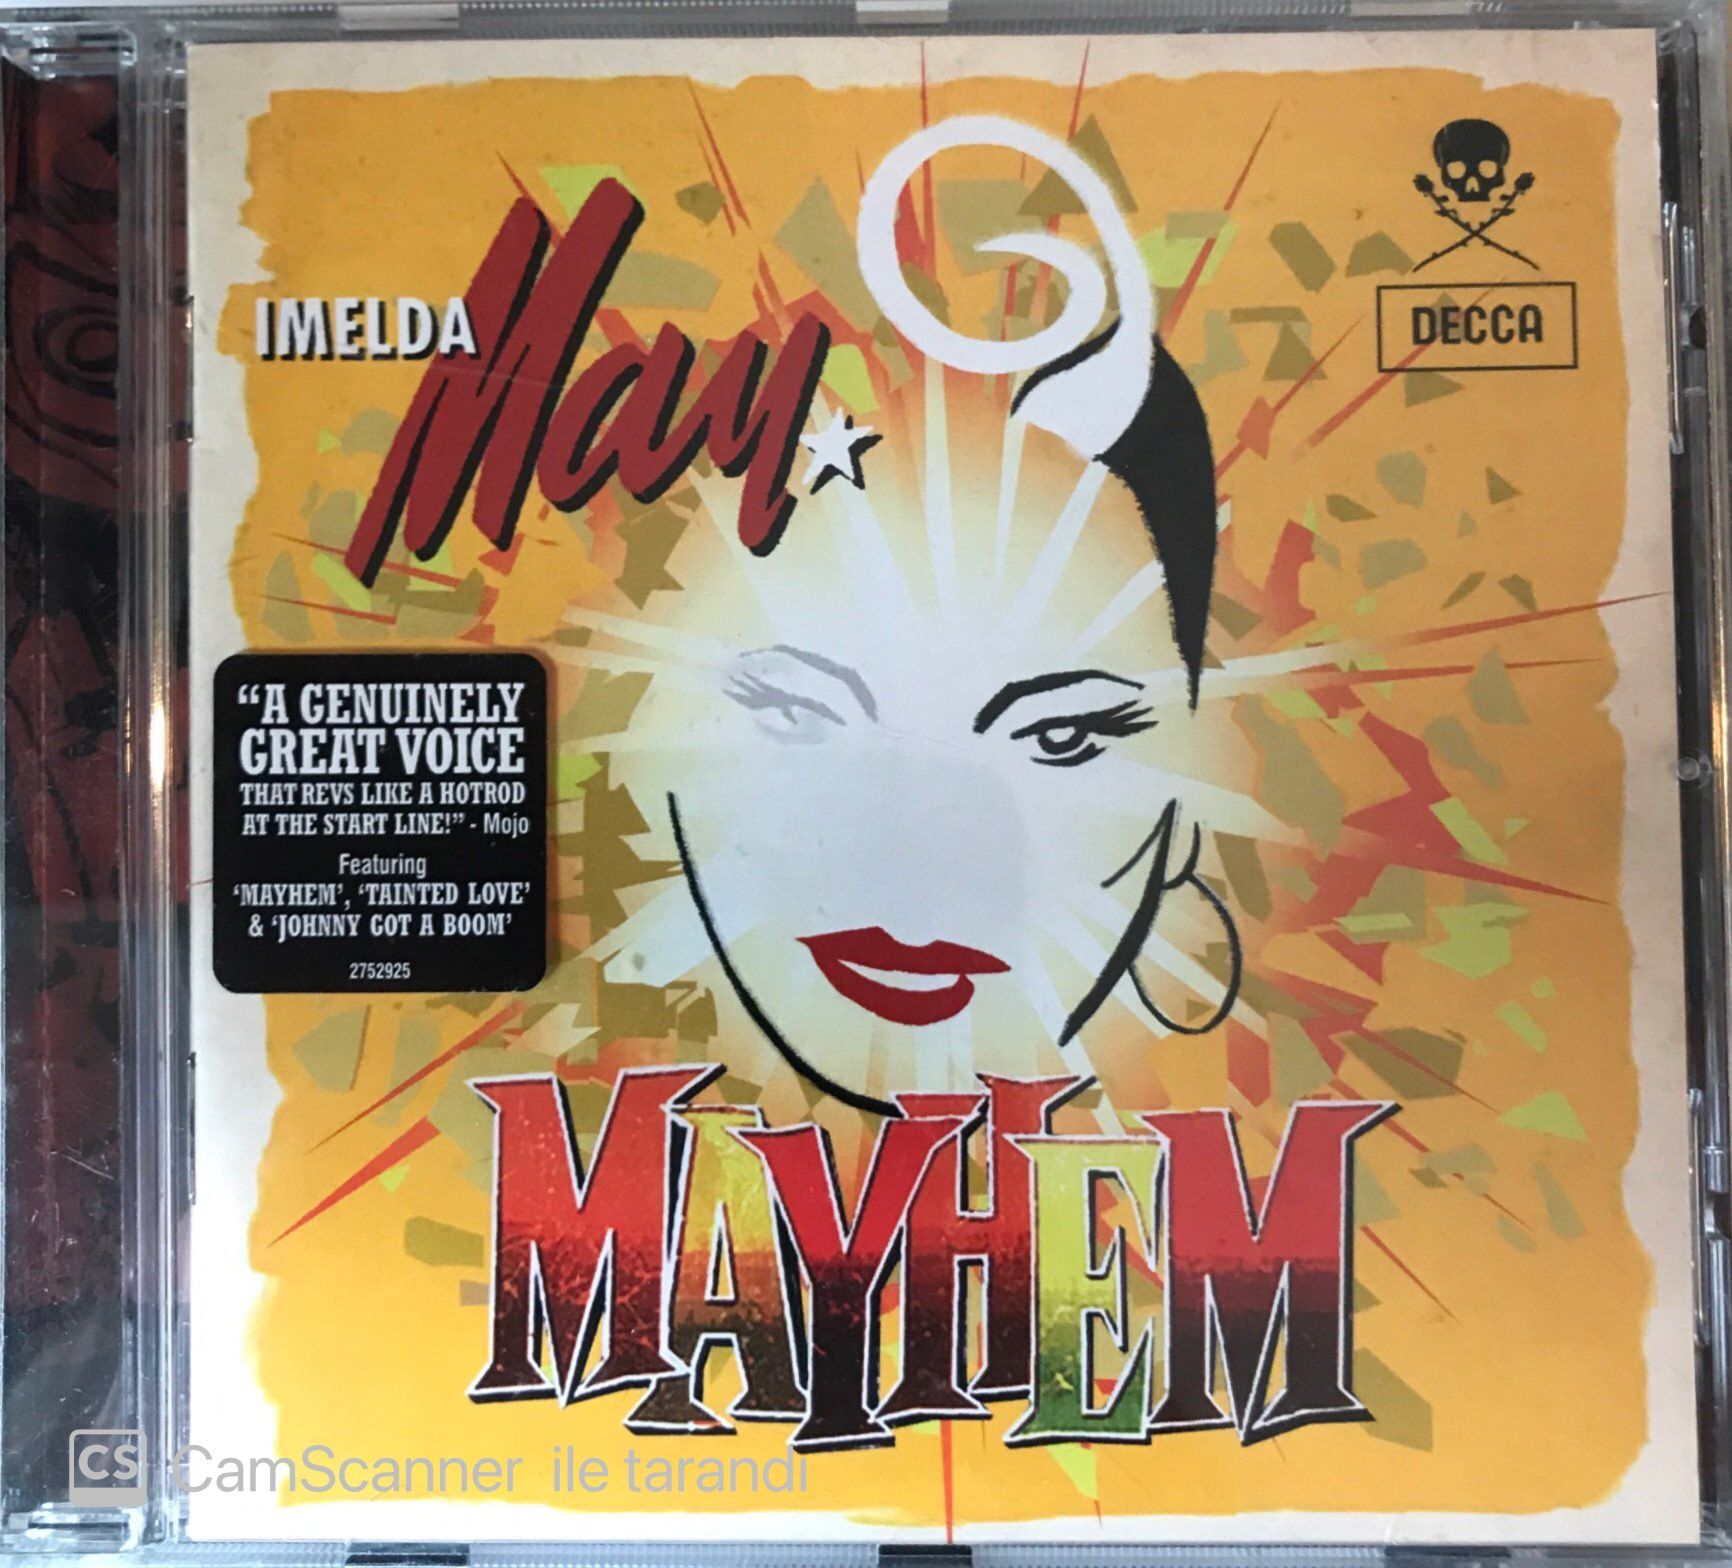 IMELDA
May
DECCA
“A GENUINELY
GREAT VOICE
THAT REVS LIKE A HOTROD
AT THE START LINE!” - Mojo
Featuring
‘MAYHEM’, ‘TAINTED LOVE’
& ‘JOHNNY GOT A BOOM’
2752925
MAYHEM
CS CamScanner ile tarandı